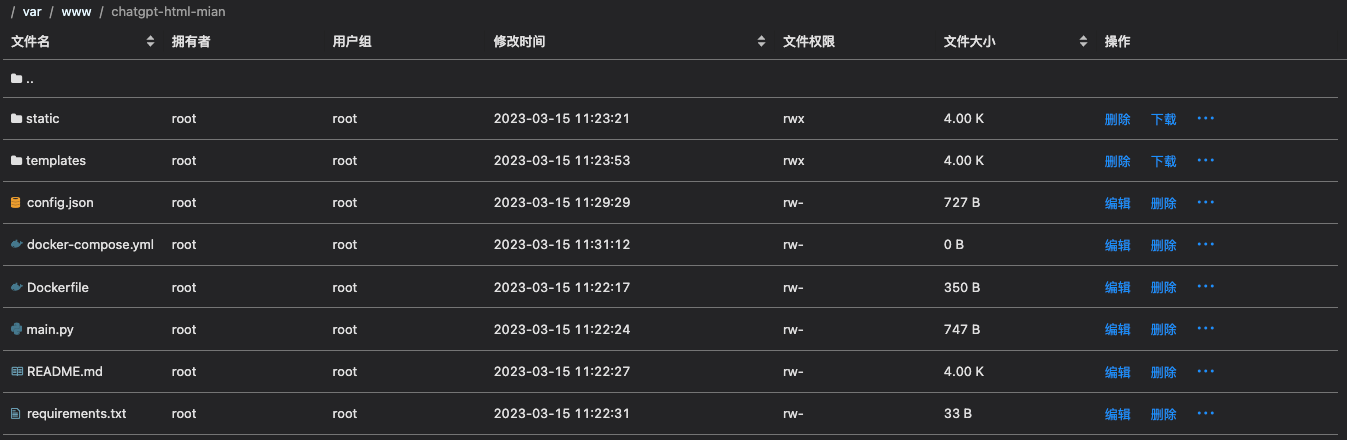 / var / www / chatgpt-html-mian
文件名 拥有者 用户组 修改时间 文件权限 文件大小 操作
..
static root root 2023-03-15 11:23:21 rwx 4.00 K 删除 下载 ···
templates root root 2023-03-15 11:23:53 rwx 4.00 K 删除 下载 ···
config.json root root 2023-03-15 11:29:29 rw- 727 B 编辑 删除 ···
docker-compose.yml root root 2023-03-15 11:31:12 rw- 0 B 编辑 删除 ···
Dockerfile root root 2023-03-15 11:22:17 rw- 350 B 编辑 删除 ···
main.py root root 2023-03-15 11:22:24 rw- 747 B 编辑 删除 ···
README.md root root 2023-03-15 11:22:27 rw- 4.00 K 编辑 删除 ···
requirements.txt root root 2023-03-15 11:22:31 rw- 33 B 编辑 删除 ···